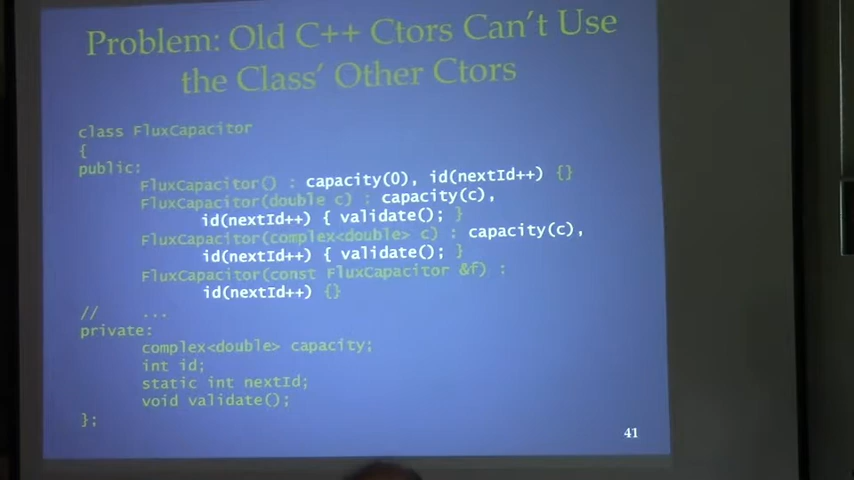 Problem: Old C++ Ctors Can't Use
the Class' Other Ctors
class FluxCapacitor
{
public:
FluxCapacitor() : capacity(0), id(nextId++) {}
FluxCapacitor(double c) : capacity(c),
id(nextId++) { validate(); }
FluxCapacitor(complex<double> c) : capacity(c),
id(nextId++) { validate(); }
FluxCapacitor(const FluxCapacitor &f) :
id(nextId++) {}
// ...
private:
complex<double> capacity;
int id;
static int nextId;
void validate();
};
41